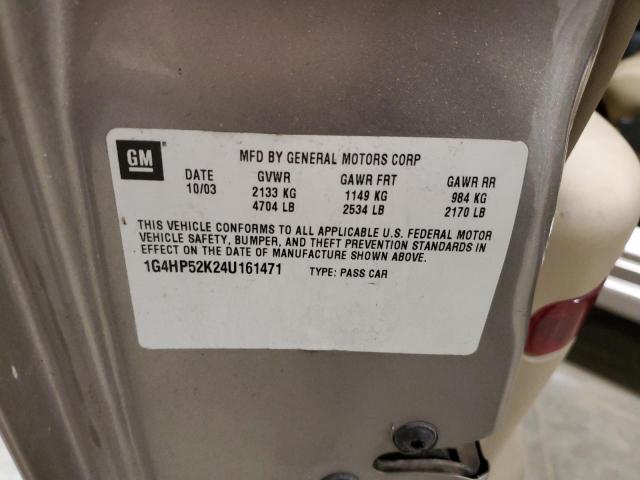 GM MFD BY GENERAL MOTORS CORP
DATE GVWR GAWR FRT GAWR RR
10/03 2133 KG 1149 KG 984 KG
4704 LB 2534 LB 2170 LB
THIS VEHICLE CONFORMS TO ALL APPLICABLE U.S. FEDERAL MOTOR
VEHICLE SAFETY, BUMPER, AND THEFT PREVENTION STANDARDS IN
EFFECT ON THE DATE OF MANUFACTURE SHOWN ABOVE.
1G4HP52K24U161471 TYPE: PASS CAR